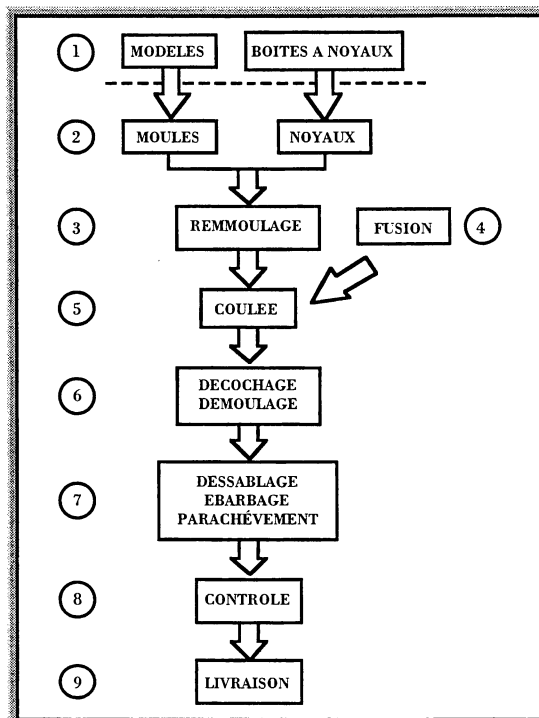 1 MODELES BOITES A NOYAUX
2 MOULES NOYAUX
3 REMMOULAGE FUSION 4
5 COULEE
6 DECOCHAGE
DEMOULAGE
7 DESSABLAGE
EBARBAGE
PARACHÉVEMENT
8 CONTROLE
9 LIVRAISON